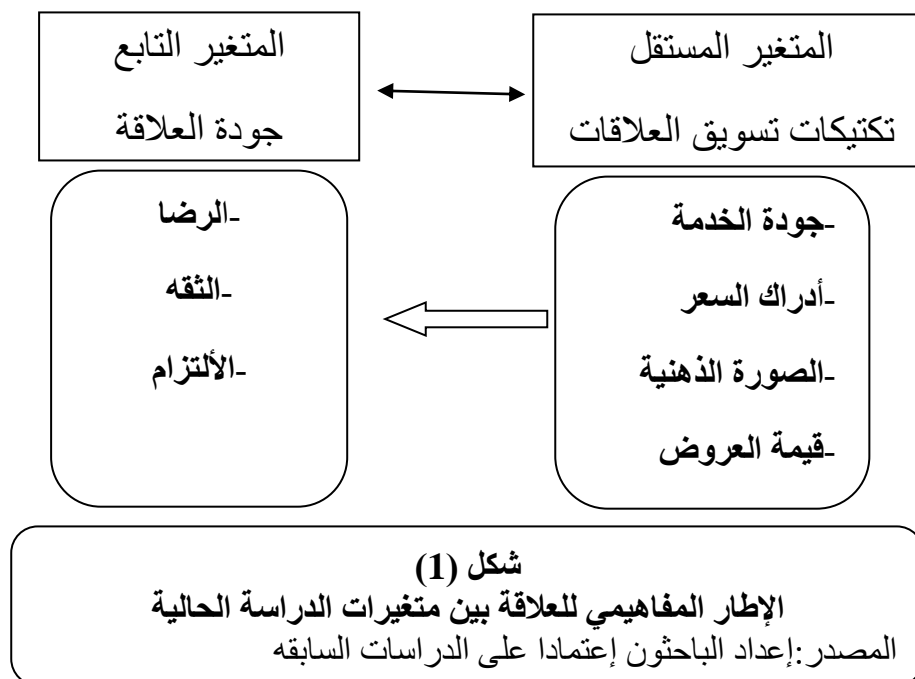 المتغير المستقل
تكتيكات تسويق العلاقات
المتغير التابع
جودة العلاقة
-جودة الخدمة
-أدراك السعر
-الصورة الذهنية
-قيمة العروض
-الرضا
-الثقه
-الألتزام
شكل (1)
الإطار المفاهيمي للعلاقة بين متغيرات الدراسة الحالية
المصدر:إعداد الباحثون إعتمادا على الدراسات السابقه